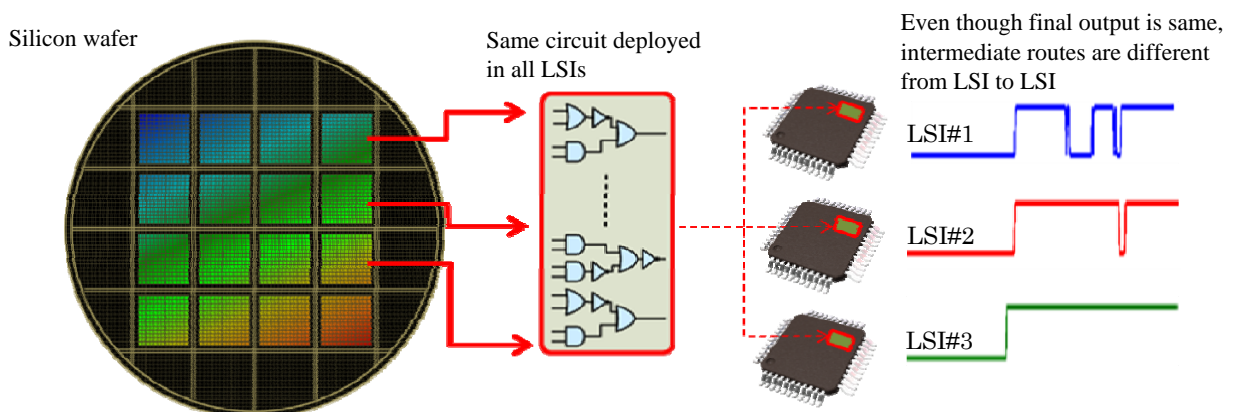 Silicon wafer
Same circuit deployed
in all LSIs
Even though final output is same,
intermediate routes are different
from LSI to LSI
LSI#1
LSI#2
LSI#3